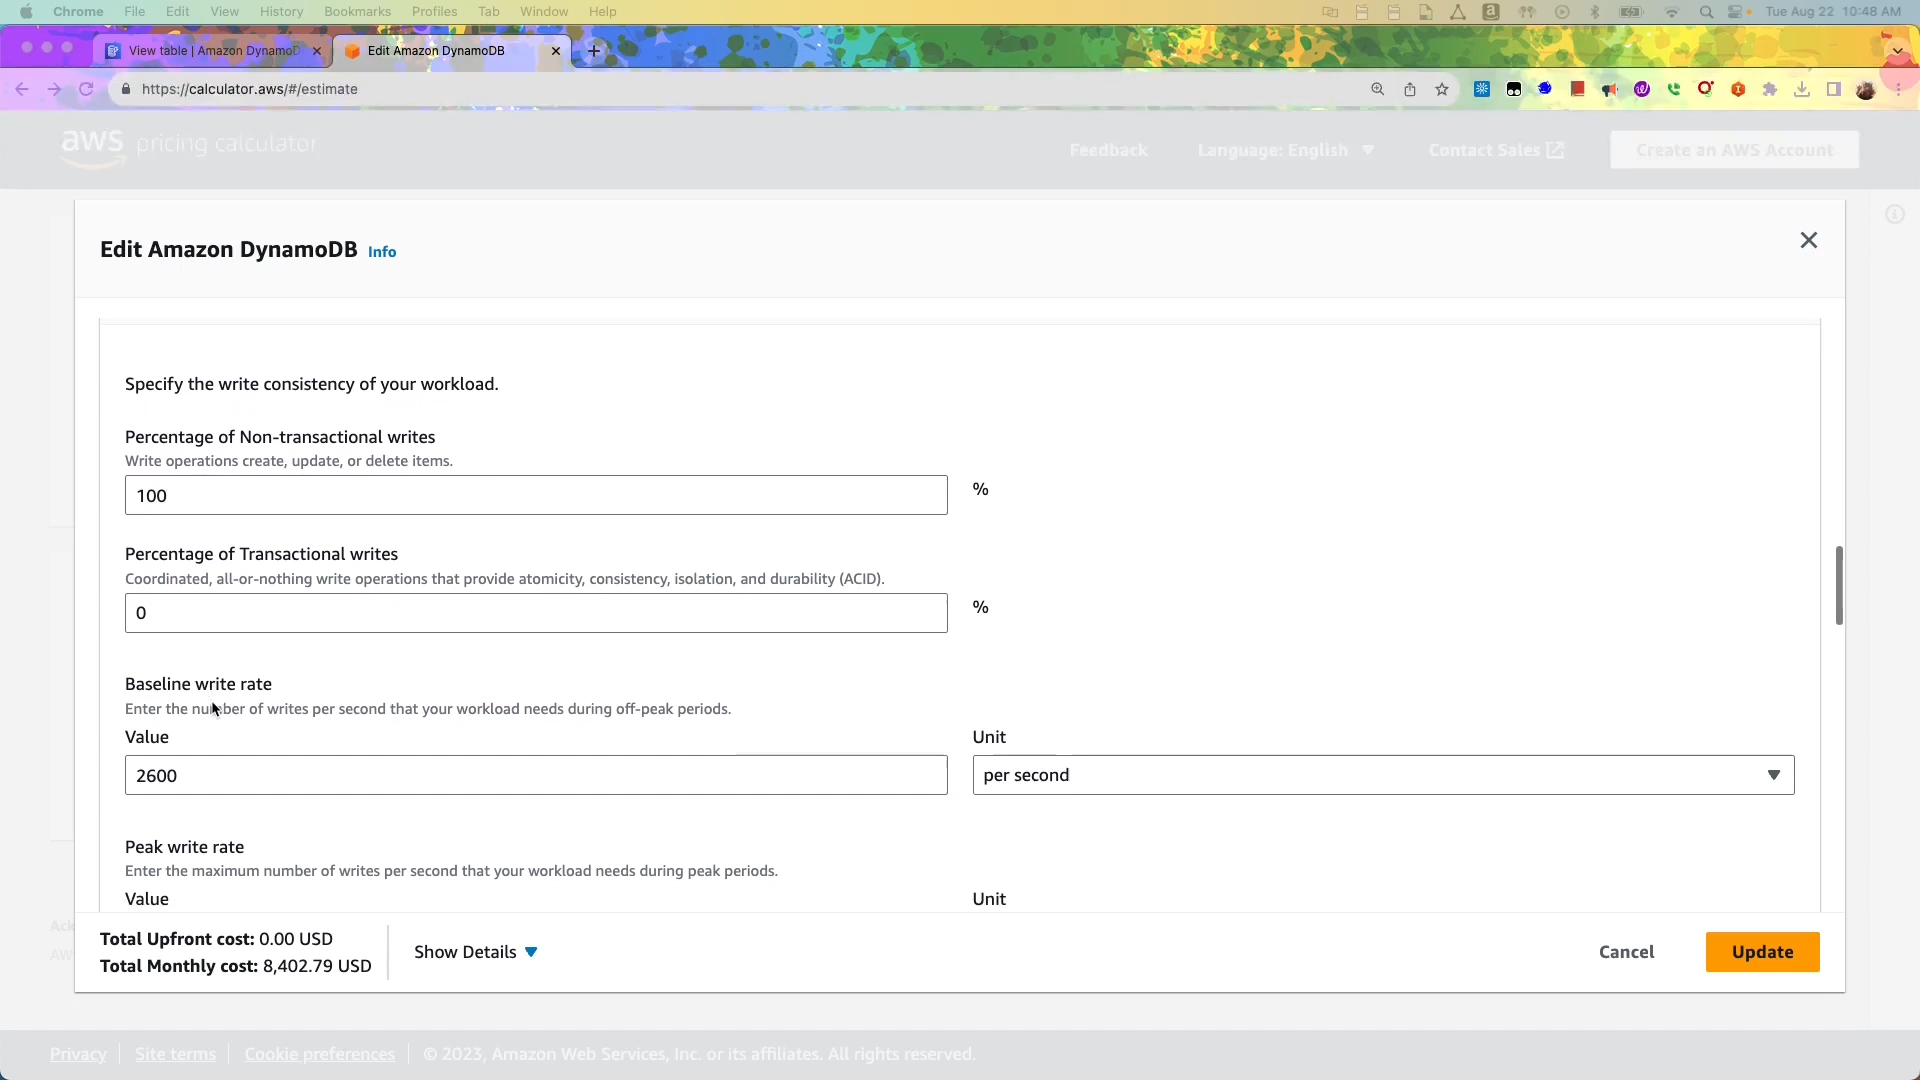 Chrome File Edit View History Bookmarks Profiles Tab Window Help Tue Aug 22 10:48 AM
View table | Amazon DynamoD
Edit Amazon DynamoDB
https://calculator.aws/#/estimate
aws pricing calculator
Feedback Language: English Contact Sales Create an AWS Account
Edit Amazon DynamoDB Info
Specify the write consistency of your workload.
Percentage of Non-transactional writes
Write operations create, update, or delete items.
100 %
Percentage of Transactional writes
Coordinated, all-or-nothing write operations that provide atomicity, consistency, isolation, and durability (ACID).
0 %
Baseline write rate
Enter the number of writes per second that your workload needs during off-peak periods.
Value Unit
2600 per second
Peak write rate
Enter the maximum number of writes per second that your workload needs during peak periods.
Value Unit
Ack
AW
Total Upfront cost: 0.00 USD
Total Monthly cost: 8,402.79 USD
Show Details
Cancel Update
Privacy Site terms Cookie preferences © 2023, Amazon Web Services, Inc. or its affiliates. All rights reserved.